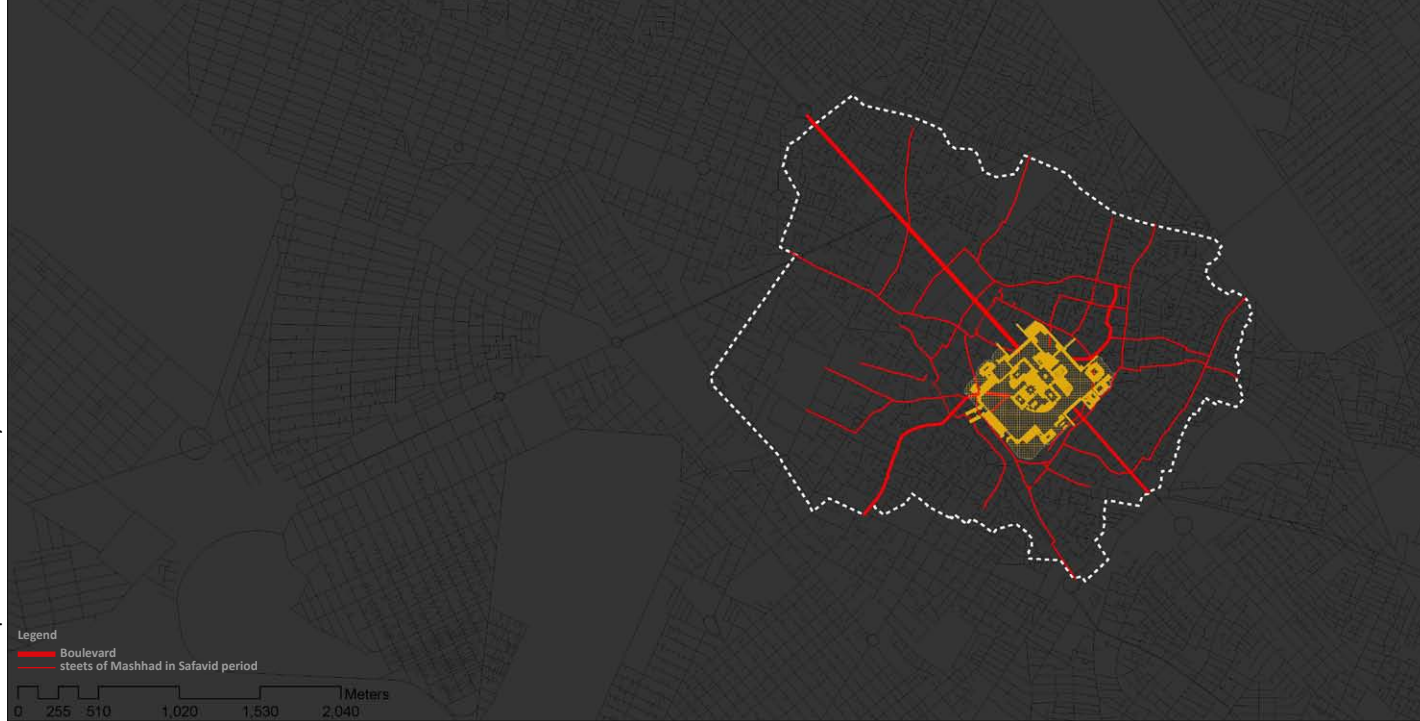 Legend
Boulevard
steets of Mashhad in Safavid period
Meters
0 255 510 1,020 1,530 2,040